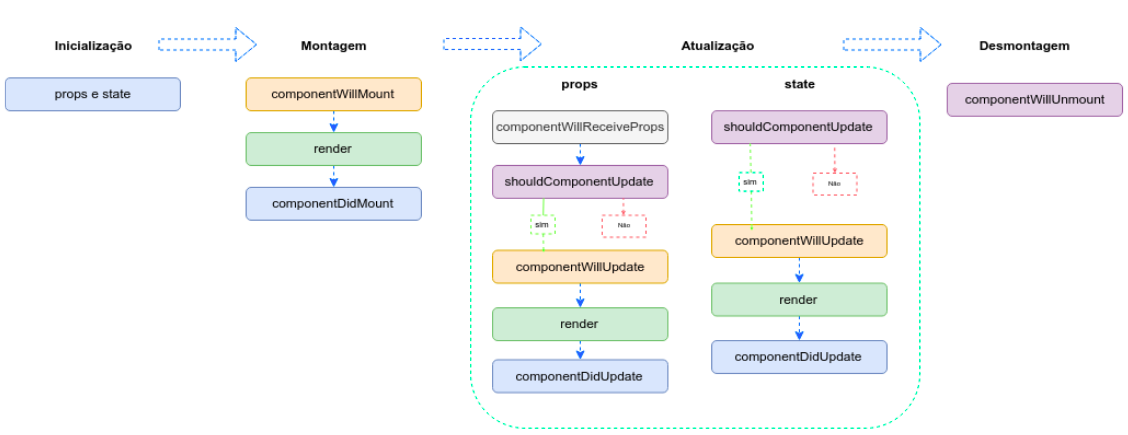 Inicialização
Montagem
Atualização
Desmontagem
props e state
componentWillMount
render
componentDidMount
props
componentWillReceiveProps
shouldComponentUpdate
sim
Não
componentWillUpdate
render
componentDidUpdate
state
shouldComponentUpdate
sim
Não
componentWillUpdate
render
componentDidUpdate
componentWillUnmount